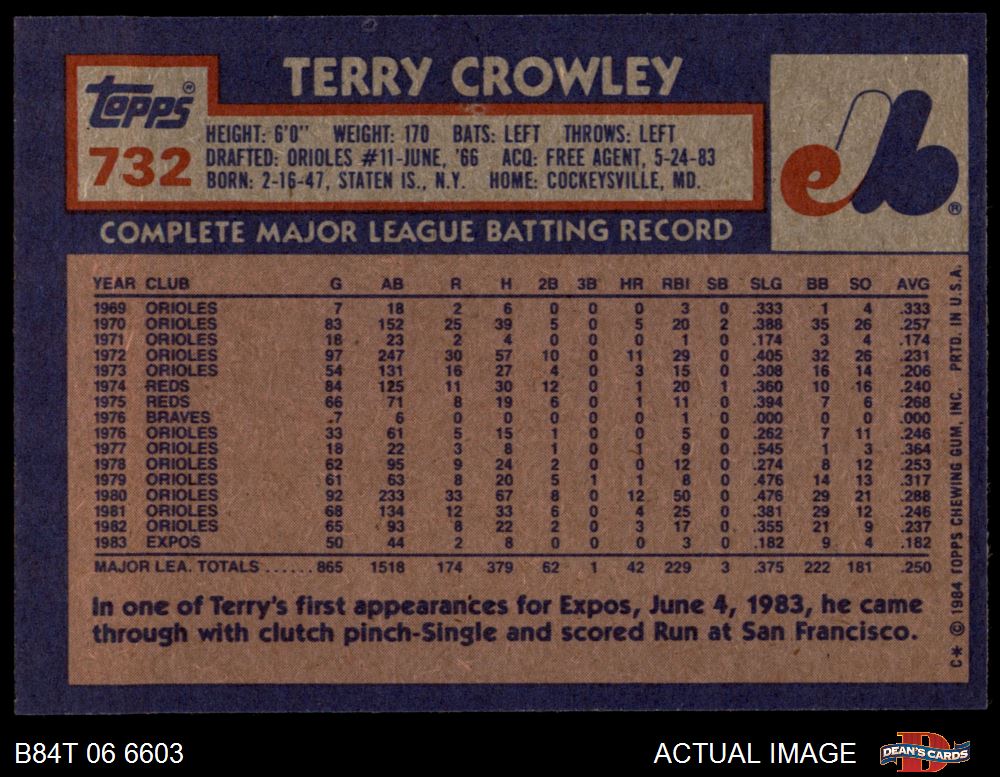 TERRY CROWLEY
Topps®
732
HEIGHT: 6'0" WEIGHT: 170 BATS: LEFT THROWS: LEFT
DRAFTED: ORIOLES #11-JUNE, '66 ACQ: FREE AGENT, 5-24-83
BORN: 2-16-47, STATEN IS., N.Y. HOME: COCKEYSVILLE, MD.
eb®
COMPLETE MAJOR LEAGUE BATTING RECORD
YEAR CLUB G AB R H 2B 3B HR RBI SB SLG BB SO AVG
1969 ORIOLES 7 18 2 6 0 0 0 3 0 .333 1 4 .333
1970 ORIOLES 83 152 25 39 5 0 5 20 2 .388 35 26 .257
1971 ORIOLES 18 23 2 4 0 0 0 1 0 .174 3 4 .174
1972 ORIOLES 97 247 30 57 10 0 11 29 0 .405 32 26 .231
1973 ORIOLES 54 131 16 27 4 0 3 15 0 .308 16 14 .206
1974 REDS 84 125 11 30 12 0 1 20 1 .360 10 16 .240
1975 REDS 66 71 8 19 6 0 1 11 0 .394 7 6 .268
1976 BRAVES .7 6 0 0 0 0 0 1 0 .000 0 0 .000
1976 ORIOLES 33 61 5 15 1 0 0 5 0 .262 7 11 .246
1977 ORIOLES 18 22 3 8 1 0 1 9 0 .545 1 3 .364
1978 ORIOLES 62 95 9 24 2 0 0 12 0 .274 8 12 .253
1979 ORIOLES 61 63 8 20 5 1 1 8 0 .476 14 13 .317
1980 ORIOLES 92 233 33 67 8 0 12 50 0 .476 29 21 .288
1981 ORIOLES 68 134 12 33 6 0 4 25 0 .381 29 12 .246
1982 ORIOLES 65 93 8 22 2 0 3 17 0 .355 21 9 .237
1983 EXPOS 50 44 2 8 0 0 0 3 0 .182 9 4 .182
MAJOR LEA. TOTALS ...... 865 1518 174 379 62 1 42 229 3 .375 222 181 .250
In one of Terry's first appearances for Expos, June 4, 1983, he came
through with clutch pinch-Single and scored Run at San Francisco.
C* © 1984 TOPPS CHEWING GUM, INC. PRTD. IN U.S.A.
B84T 06 6603
ACTUAL IMAGE
D
DEAN'S CARDS